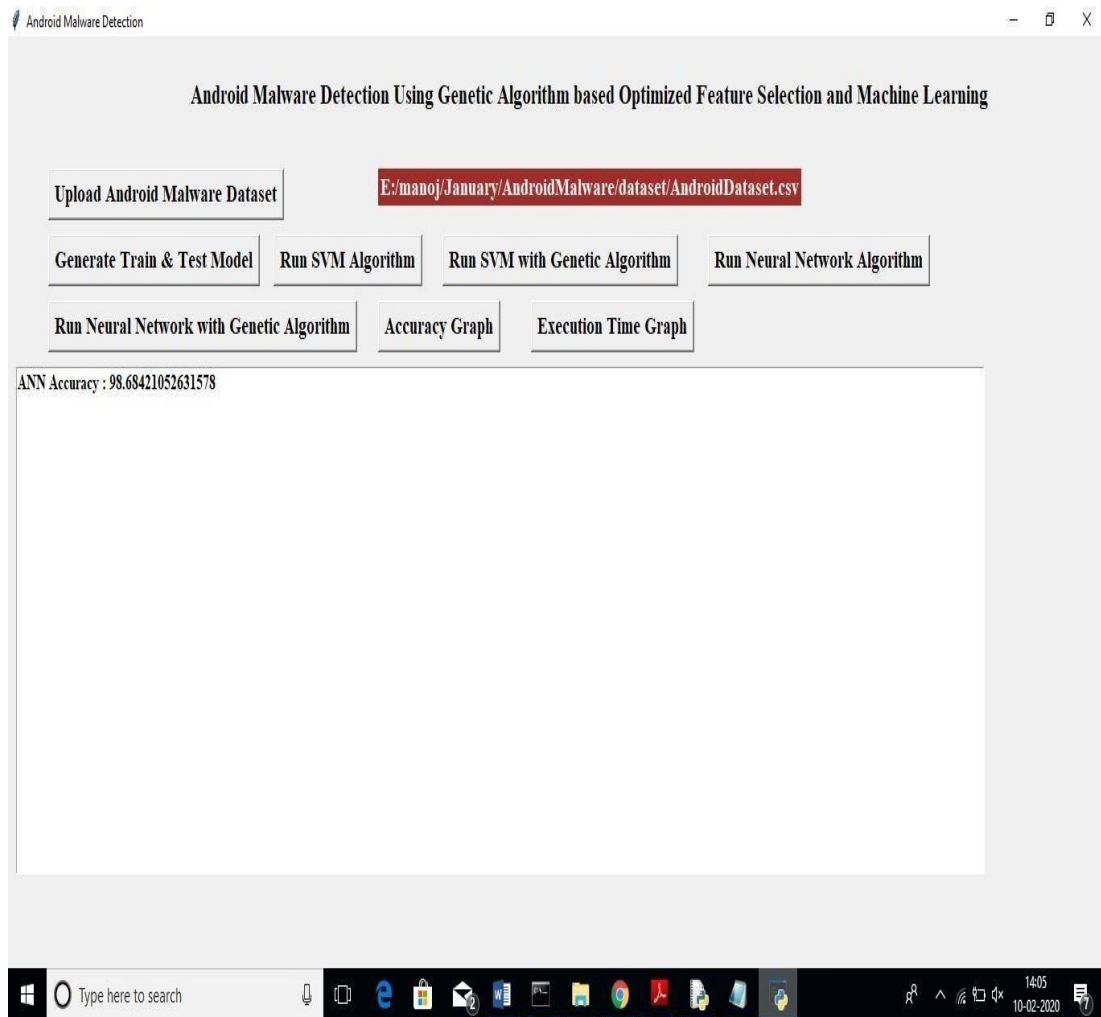 Android Malware Detection
Android Malware Detection Using Genetic Algorithm based Optimized Feature Selection and Machine Learning
Upload Android Malware Dataset
E:/manoj/January/AndroidMalware/dataset/AndroidDataset.csv
Generate Train & Test Model
Run SVM Algorithm
Run SVM with Genetic Algorithm
Run Neural Network Algorithm
Run Neural Network with Genetic Algorithm
Accuracy Graph
Execution Time Graph
ANN Accuracy : 98.68421052631578
Type here to search
2
14:05
10-02-2020
7